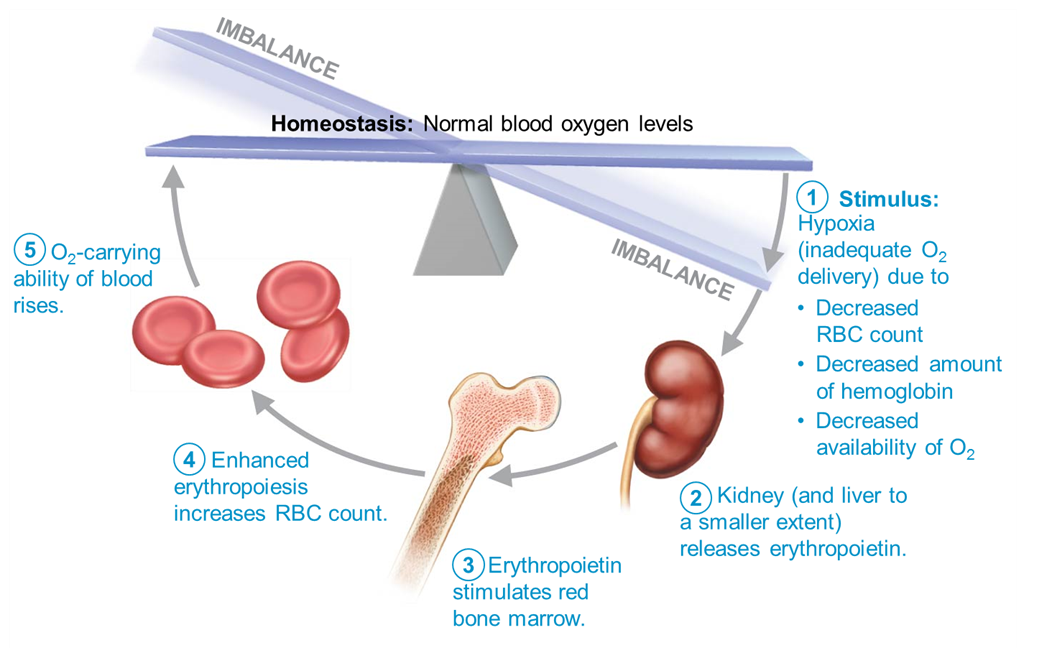 IMBALANCE
Homeostasis: Normal blood oxygen levels
IMBALANCE
1 Stimulus:
Hypoxia
(inadequate O2
delivery) due to
• Decreased
RBC count
• Decreased amount
of hemoglobin
• Decreased
availability of O2
2 Kidney (and liver to
a smaller extent)
releases erythropoietin.
3 Erythropoietin
stimulates red
bone marrow.
4 Enhanced
erythropoiesis
increases RBC count.
5 O2-carrying
ability of blood
rises.